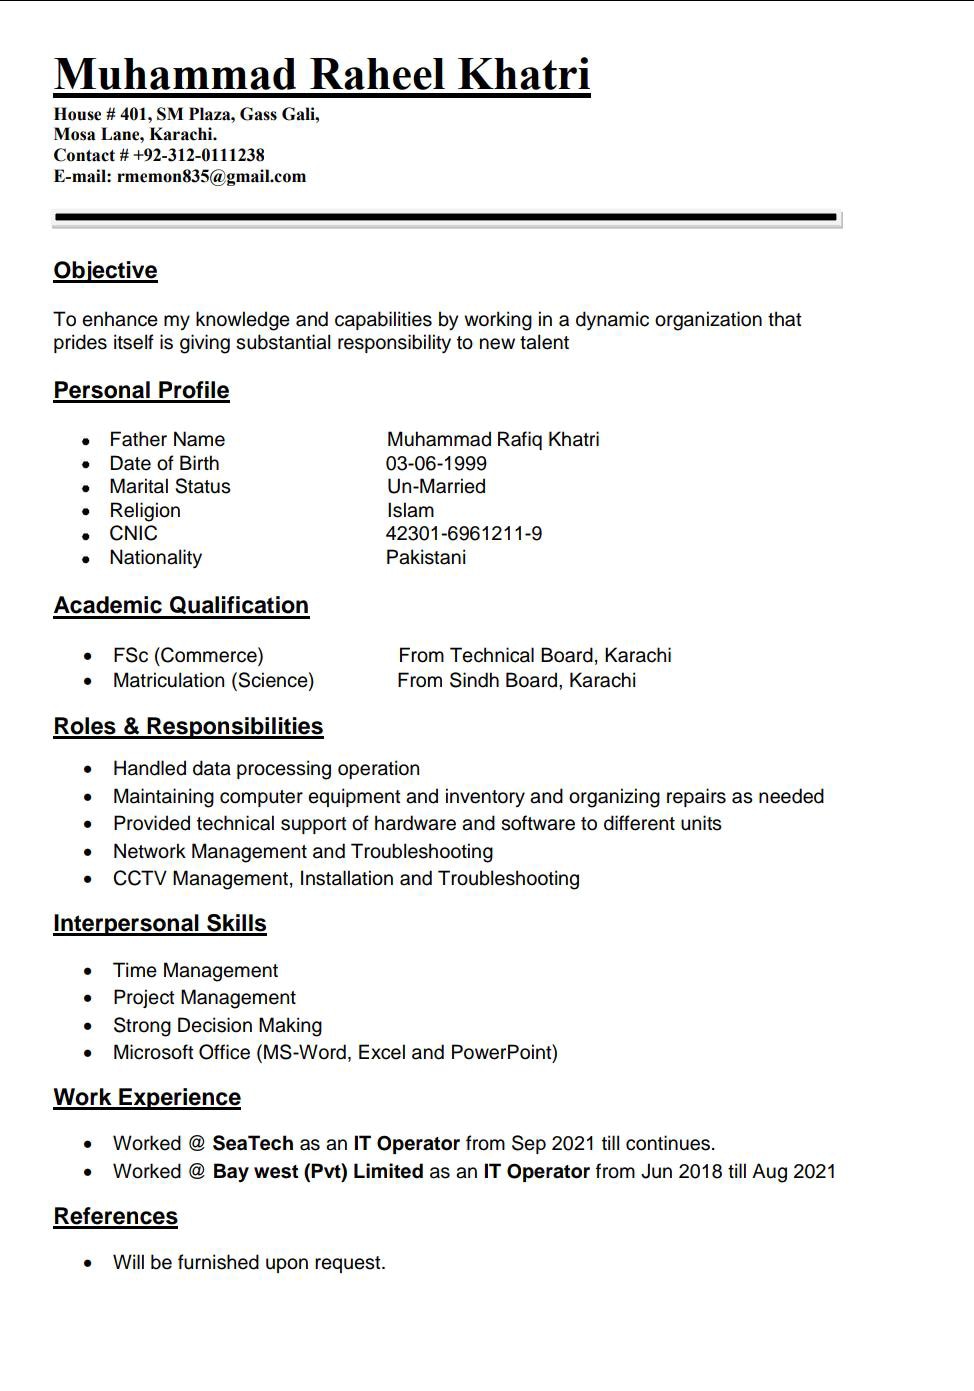 Muhammad Raheel Khatri
House # 401, SM Plaza, Gass Gali,
Mosa Lane, Karachi.
Contact # +92-312-0111238
E-mail: rmemon835@gmail.com
Objective
To enhance my knowledge and capabilities by working in a dynamic organization that
prides itself is giving substantial responsibility to new talent
Personal Profile
• Father Name Muhammad Rafiq Khatri
• Date of Birth 03-06-1999
• Marital Status Un-Married
• Religion Islam
• CNIC 42301-6961211-9
• Nationality Pakistani
Academic Qualification
• FSc (Commerce) From Technical Board, Karachi
• Matriculation (Science) From Sindh Board, Karachi
Roles & Responsibilities
• Handled data processing operation
• Maintaining computer equipment and inventory and organizing repairs as needed
• Provided technical support of hardware and software to different units
• Network Management and Troubleshooting
• CCTV Management, Installation and Troubleshooting
Interpersonal Skills
• Time Management
• Project Management
• Strong Decision Making
• Microsoft Office (MS-Word, Excel and PowerPoint)
Work Experience
• Worked @ SeaTech as an IT Operator from Sep 2021 till continues.
• Worked @ Bay west (Pvt) Limited as an IT Operator from Jun 2018 till Aug 2021
References
• Will be furnished upon request.